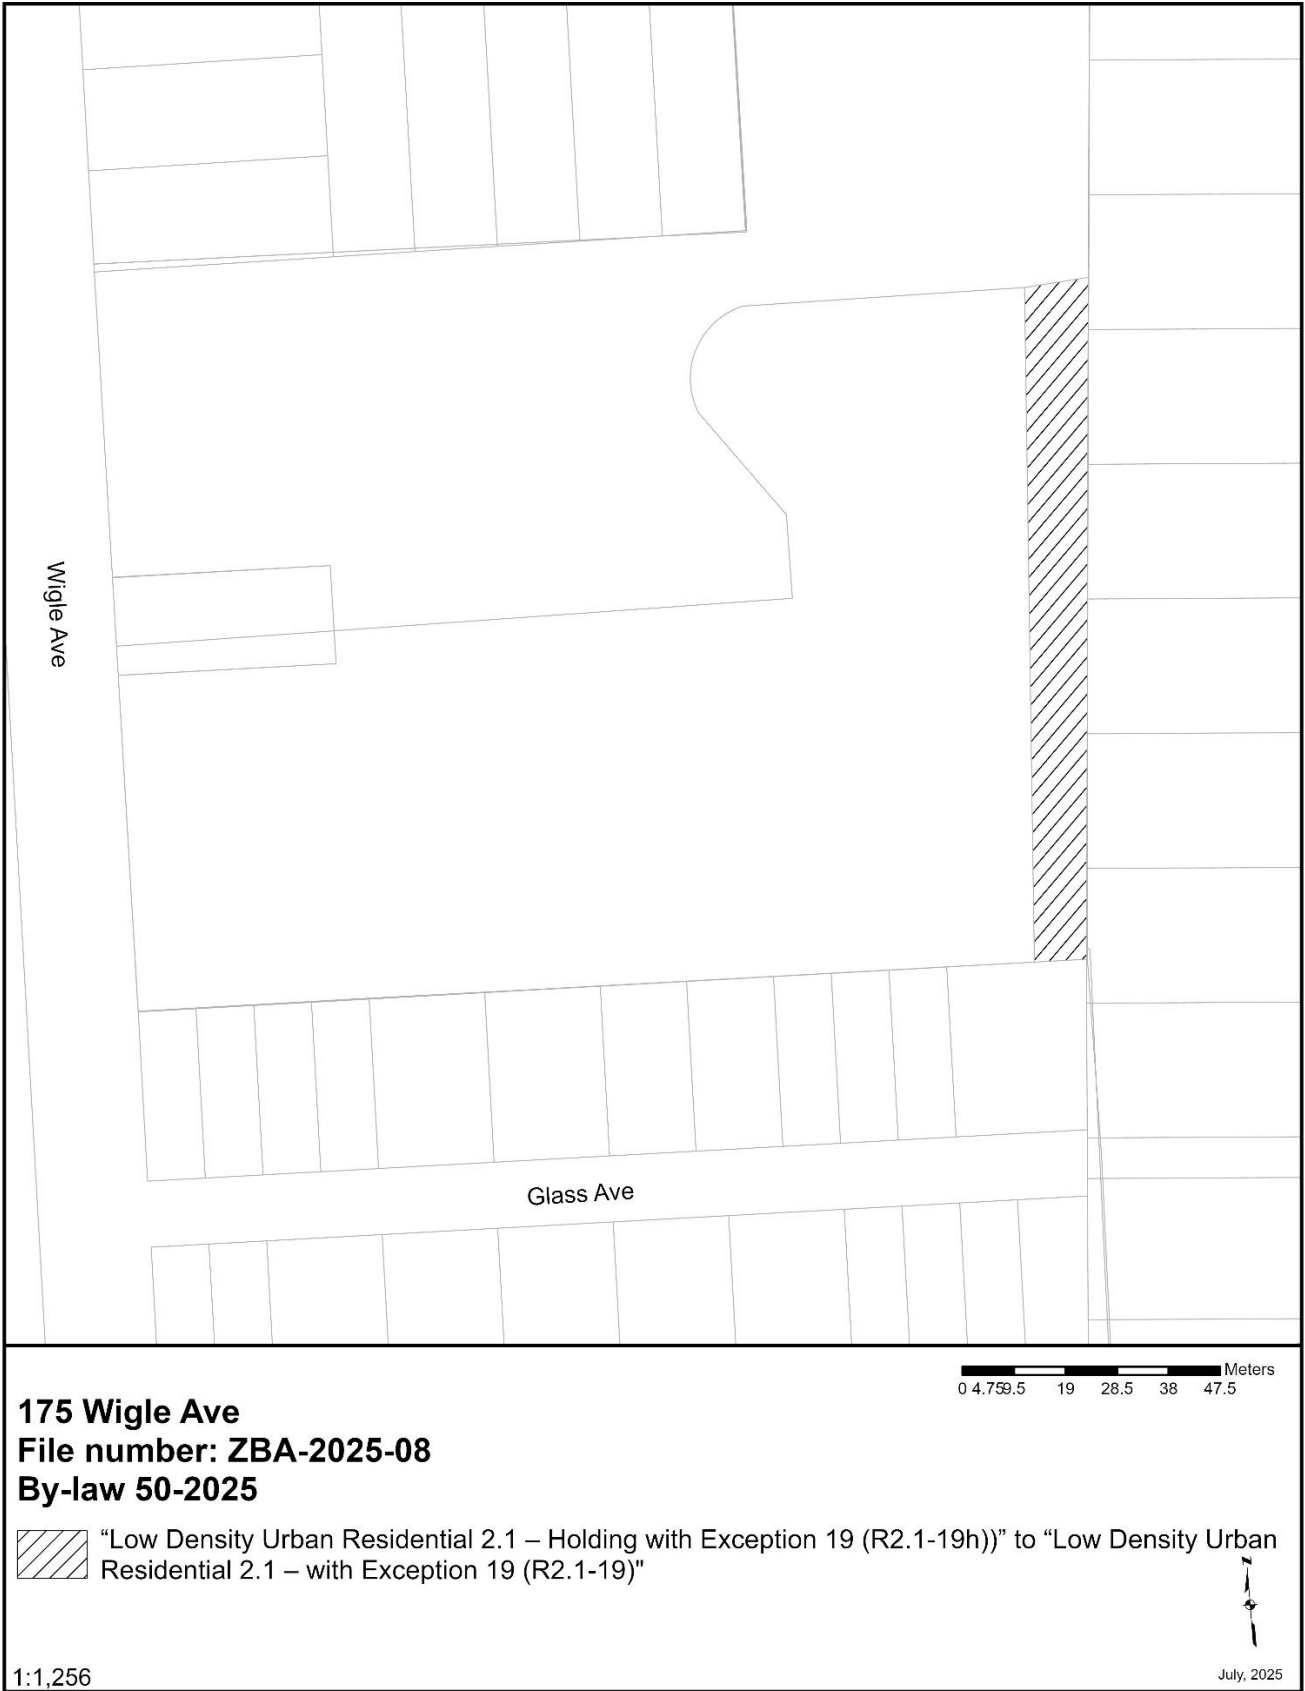 Wigle Ave
Glass Ave
Meters
0 4.759.5 19 28.5 38 47.5
175 Wigle Ave
File number: ZBA-2025-08
By-law 50-2025
“Low Density Urban Residential 2.1 – Holding with Exception 19 (R2.1-19h))” to “Low Density Urban
Residential 2.1 – with Exception 19 (R2.1-19)"
N
1:1,256
July, 2025